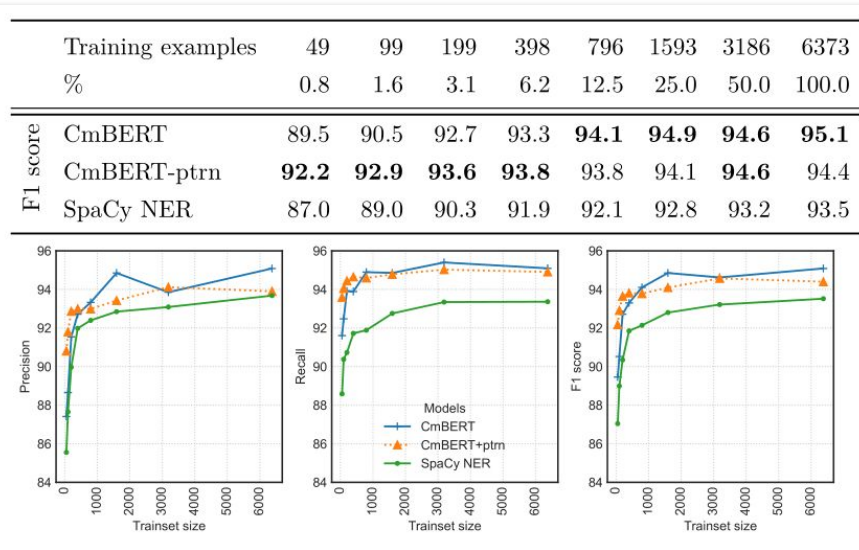 Training examples 49 99 199 398 796 1593 3186 6373
% 0.8 1.6 3.1 6.2 12.5 25.0 50.0 100.0
F1 score
CmBERT 89.5 90.5 92.7 93.3 94.1 94.9 94.6 95.1
CmBERT-ptrn 92.2 92.9 93.6 93.8 93.8 94.1 94.6 94.4
SpaCy NER 87.0 89.0 90.3 91.9 92.1 92.8 93.2 93.5
Precision
96
94
92
90
88
86
84
0 1000 2000 3000 4000 5000 6000
Trainset size
Recall
96
94
92
90
88
86
84
Models
CmBERT
CmBERT+ptrn
SpaCy NER
0 1000 2000 3000 4000 5000 6000
Trainset size
F1 score
96
94
92
90
88
86
84
0 1000 2000 3000 4000 5000 6000
Trainset size